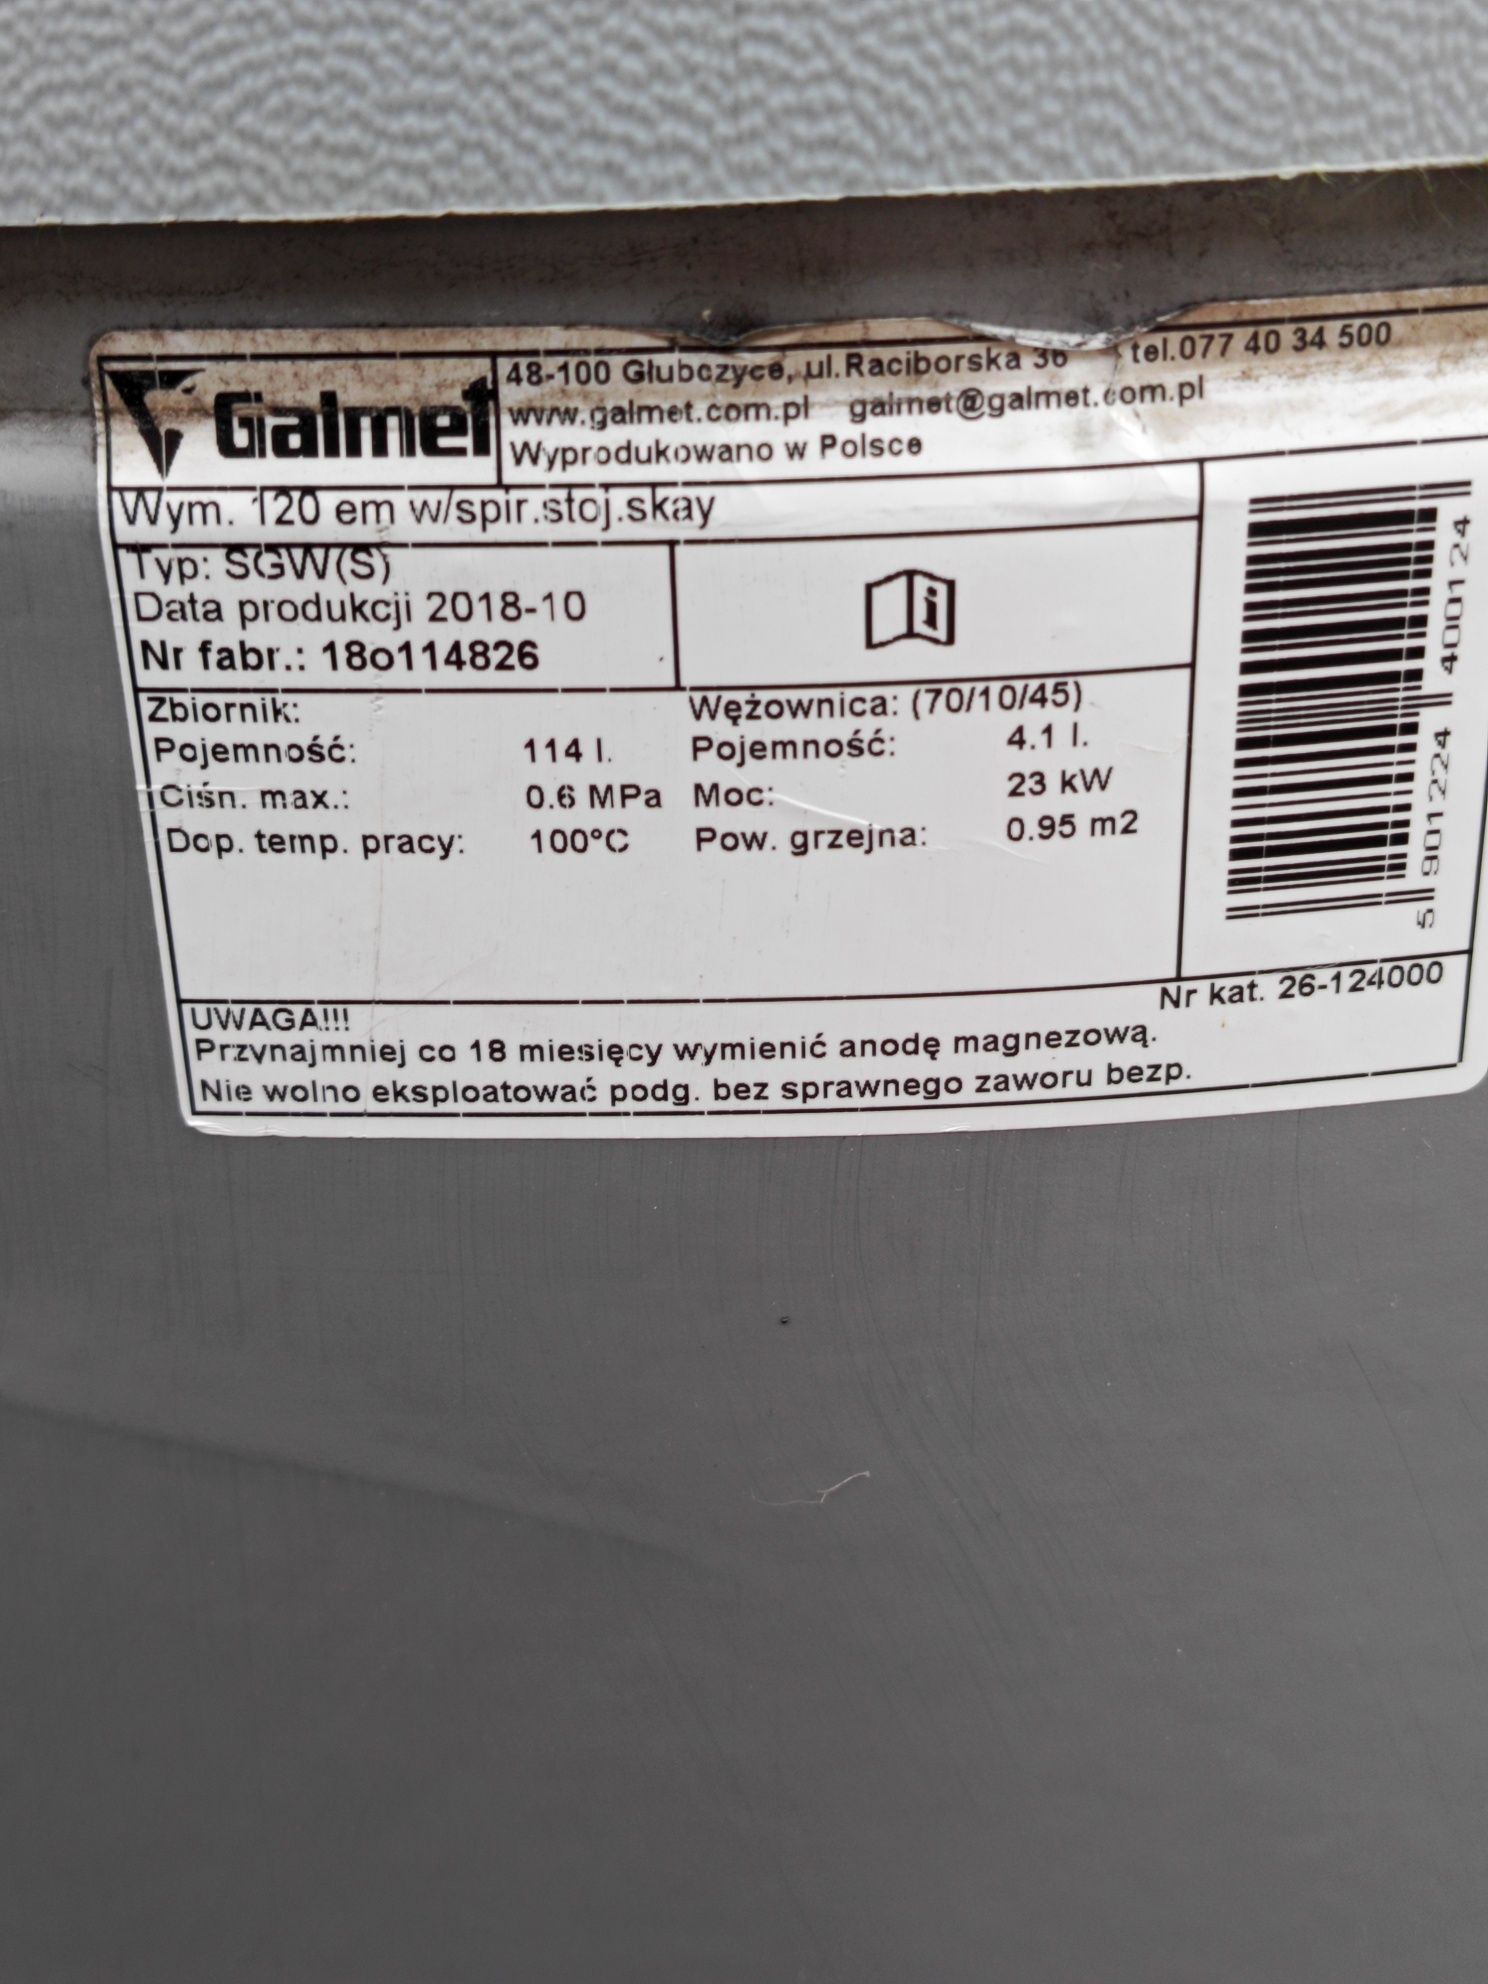 Galmet
48-100 Głubczyce, ul.Raciborska 36 tel.077 40 34 500
www.galmet.com.pl galmet@galmet.com.pl
Wyprodukowano w Polsce
Wym. 120 em w/spir.stoj.skay
Typ: SGW(S)
Data produkcji 2018-10
Nr fabr.: 18o114826
Zbiornik:
Pojemność: 114 l.
Ciśn. max.: 0.6 MPa
Dop. temp. pracy: 100°C
Wężownica: (70/10/45)
Pojemność: 4.1 l.
Moc: 23 kW
Pow. grzejna: 0.95 m2
5 901224 400124
Nr kat. 26-124000
UWAGA!!!
Przynajmniej co 18 miesięcy wymienić anodę magnezową.
Nie wolno eksploatować podg. bez sprawnego zaworu bezp.